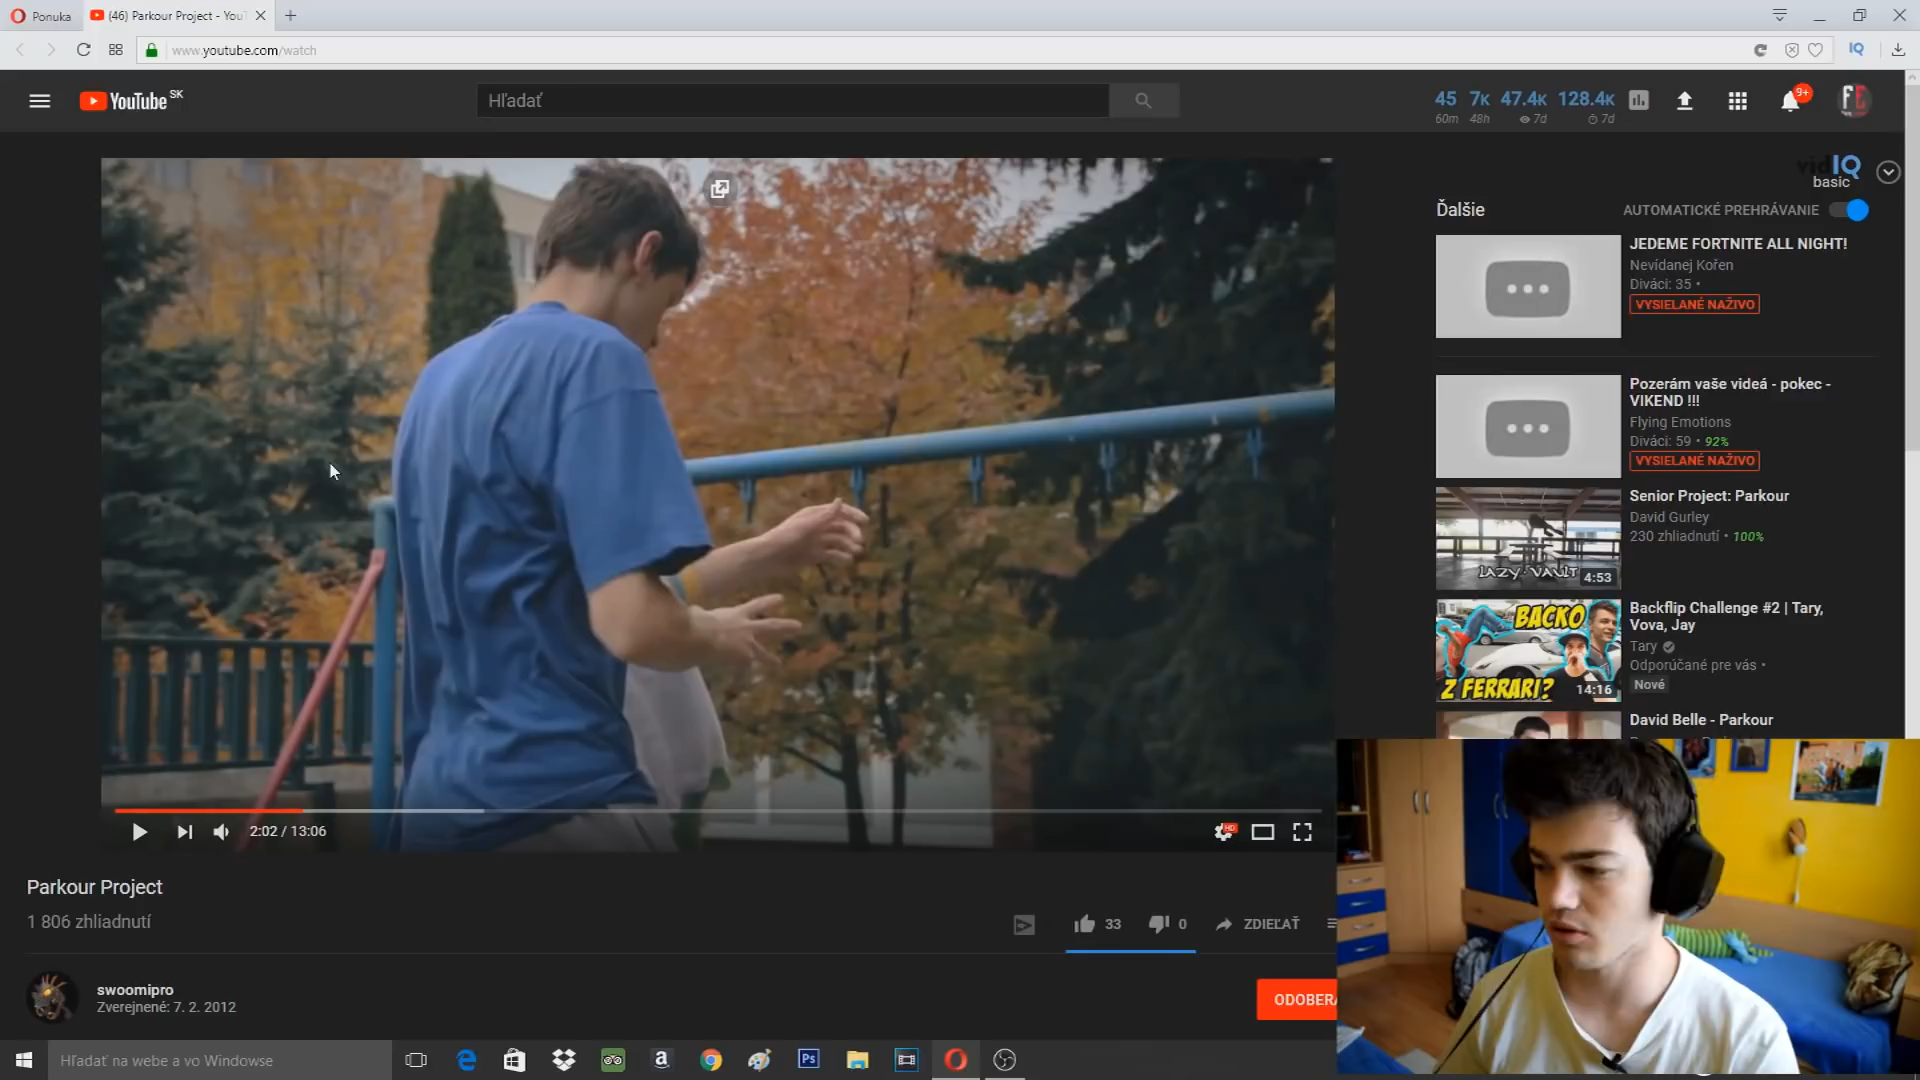 Ponuka
(46) Parkour Project - You
www.youtube.com/watch
IQ
YouTube SK
Hľadať
45 7K 47.4K 128.4K
60m 48h 7d 7d
9+
vidIQ
basic
Ďalšie
AUTOMATICKÉ PREHRÁVANIE
JEDEME FORTNITE ALL NIGHT!
Nevídanej Kořen
Diváci: 35 •
VYSIELANÉ NAŽIVO
Pozerám vaše videá - pokec -
VIKEND !!!
Flying Emotions
Diváci: 59 • 92%
VYSIELANÉ NAŽIVO
LAZY VAULT
4:53
Senior Project: Parkour
David Gurley
230 zhliadnutí • 100%
BACKO
Z FERRARI?
14:16
Backflip Challenge #2 | Tary,
Vova, Jay
Tary
Odporúčané pre vás •
Nové
David Belle - Parkour
2:02 / 13:06
HD
Parkour Project
1 806 zhliadnutí
33
0
ZDIEĽAŤ
swoomipro
Zverejnené: 7. 2. 2012
ODOBERA
Hľadať na webe a vo Windowse
Ps